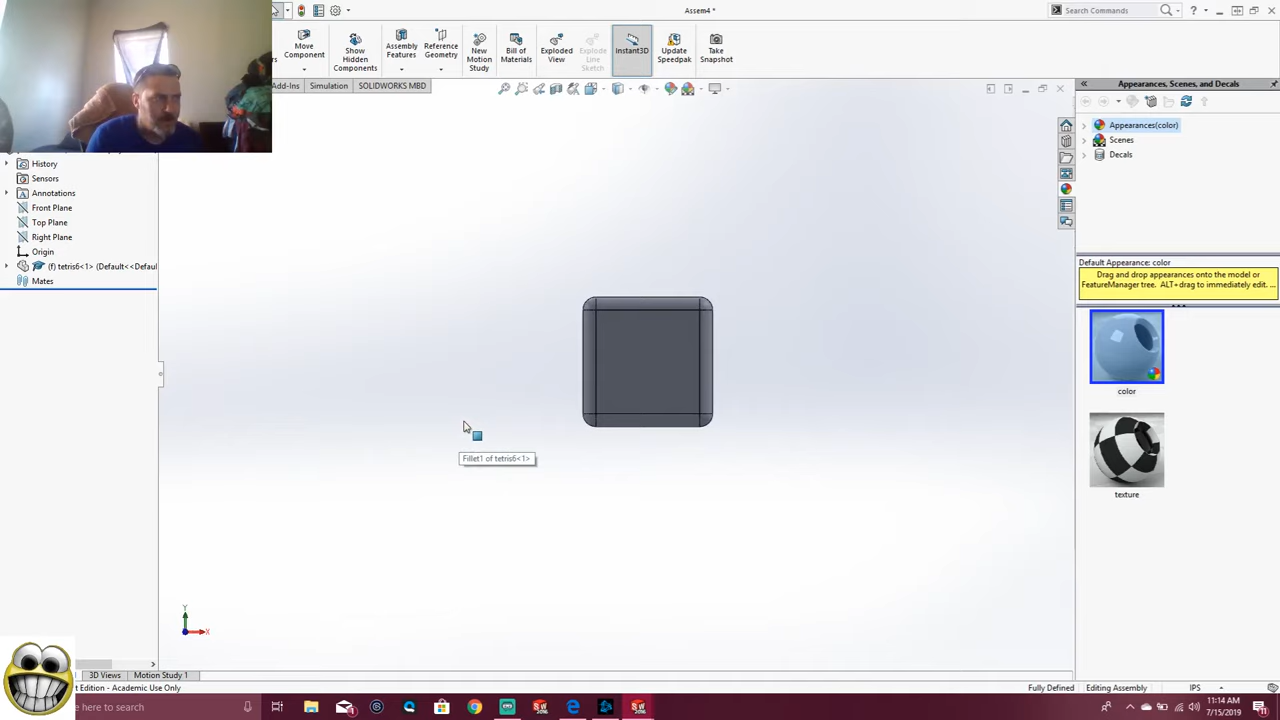 Assem4 *
Search Commands
Move Component
Show Hidden Components
Assembly Features
Reference Geometry
New Motion Study
Bill of Materials
Exploded View
Explode Line Sketch
Instant3D
Update Speedpak
Take Snapshot
Add-Ins
Simulation
SOLIDWORKS MBD
Appearances, Scenes, and Decals
Appearances(color)
Scenes
Decals
History
Sensors
Annotations
Front Plane
Top Plane
Right Plane
Origin
(f) tetris6<1> (Default<<Defaul
Mates
Default Appearance: color
Drag and drop appearances onto the model or
FeatureManager tree. ALT+drag to immediately edit. ...
color
texture
Fillet1 of tetris6<1>
Y
X
3D Views
Motion Study 1
t Edition - Academic Use Only
Fully Defined
Editing Assembly
IPS
here to search
11:14 AM
7/15/2019